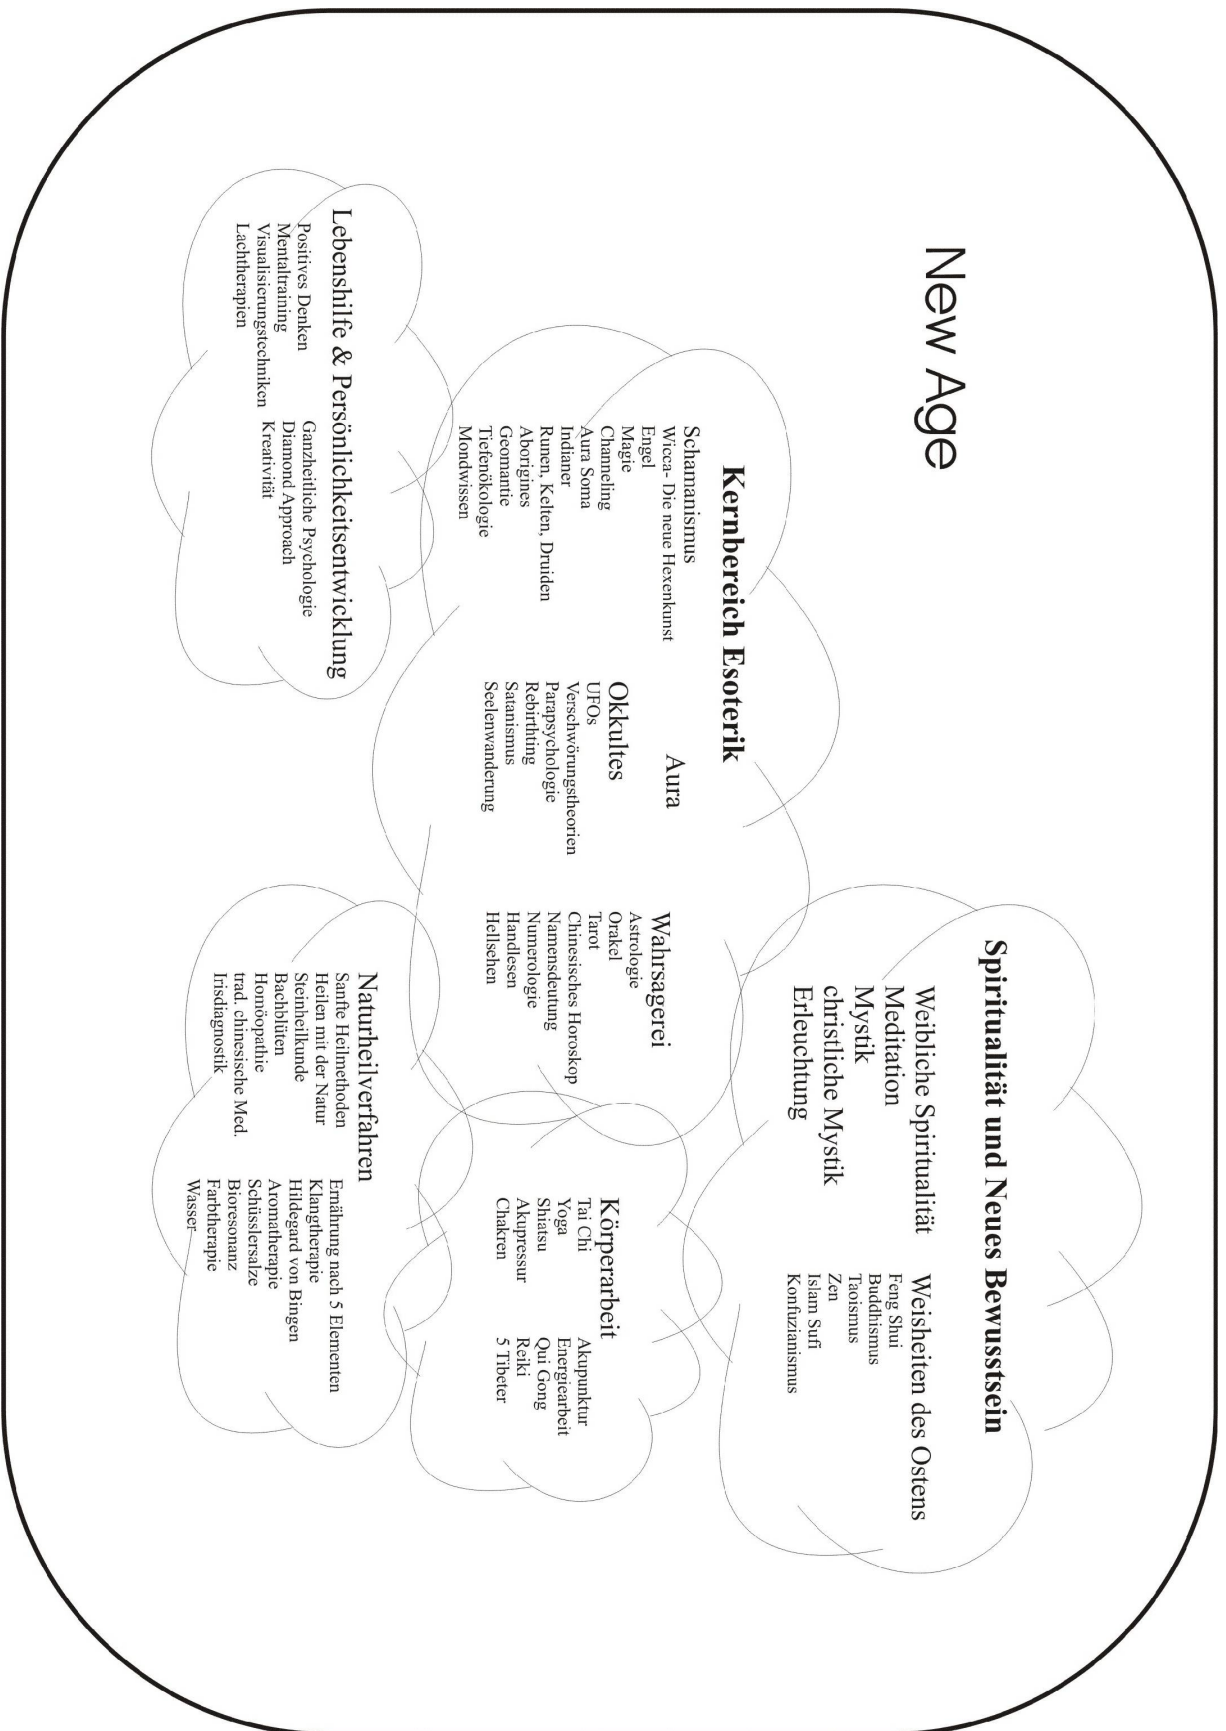 New Age
Spiritualität und Neues Bewusstsein
Weibliche Spiritualität
Meditation
Mystik
christliche Mystik
Erleuchtung
Weisheiten des Ostens
Feng Shui
Buddhismus
Taoismus
Zen
Islam Sufi
Konfuzianismus
Kernbereich Esoterik
Schamanismus
Wicca- Die neue Hexenkunst
Engel
Magie
Channeling
Aura Soma
Indianer
Runen, Kelten, Druiden
Aborigines
Geomantie
Tiefenökologie
Mondwissen
Aura
Okkultes
UFOs
Verschwörungstheorien
Parapsychologie
Rebirthting
Satanismus
Seelenwanderung
Wahrsagerei
Astrologie
Orakel
Tarot
Chinesisches Horoskop
Namensdeutung
Numerologie
Handlesen
Hellsehen
Körperarbeit
Tai Chi
Yoga
Shiatsu
Akupressur
Chakren
Akupunktur
Energiearbeit
Qui Gong
Reiki
5 Tibeter
Lebenshilfe & Persönlichkeitsentwicklung
Positives Denken
Mentaltraining
Visualisierungstechniken
Lachtherapien
Ganzheitliche Psychologie
Diamond Approach
Kreativität
Naturheilverfahren
Sanfte Heilmethoden
Heilen mit der Natur
Steinheilkunde
Bachblüten
Homöopathie
trad. chinesische Med.
Irisdiagnostik
Ernährung nach 5 Elementen
Klangtherapie
Hildegard von Bingen
Aromatherapie
Schüsslersalze
Bioresonanz
Farbtherapie
Wasser